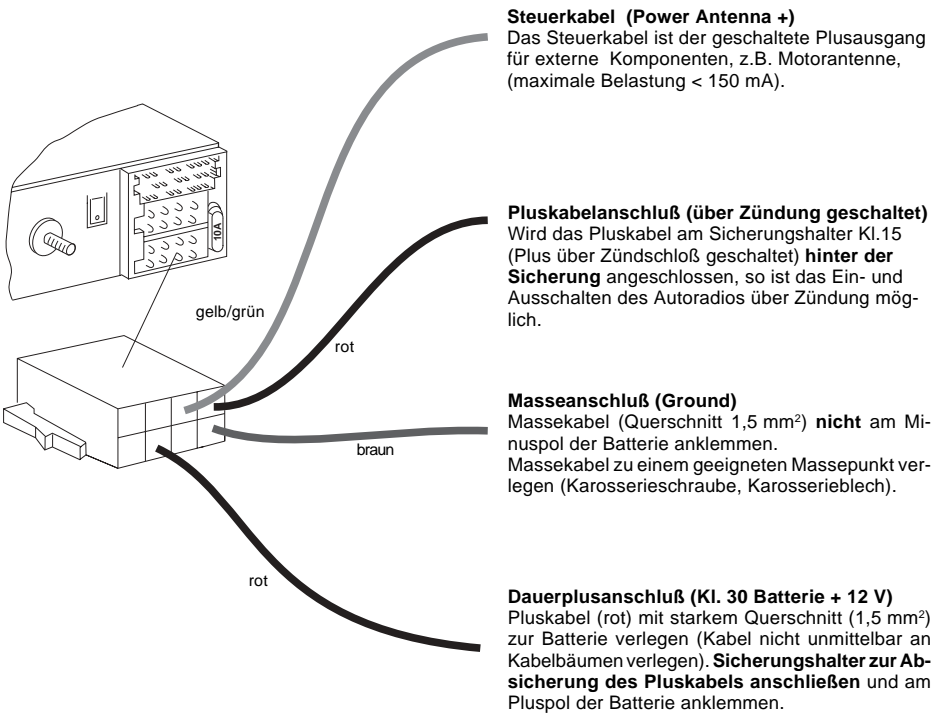 Steuerkabel (Power Antenna +)
Das Steuerkabel ist der geschaltete Plusausgang
für externe Komponenten, z.B. Motorantenne,
(maximale Belastung < 150 mA).
10A
Pluskabelanschluß (über Zündung geschaltet)
Wird das Pluskabel am Sicherungshalter Kl.15
(Plus über Zündschloß geschaltet) hinter der
Sicherung angeschlossen, so ist das Ein- und
Ausschalten des Autoradios über Zündung mög-
lich.
gelb/grün
rot
Masseanschluß (Ground)
Massekabel (Querschnitt 1,5 mm²) nicht am Mi-
nuspol der Batterie anklemmen.
Massekabel zu einem geeigneten Massepunkt ver-
legen (Karosserieschraube, Karosserieblech).
braun
rot
Dauerplusanschluß (Kl. 30 Batterie + 12 V)
Pluskabel (rot) mit starkem Querschnitt (1,5 mm²)
zur Batterie verlegen (Kabel nicht unmittelbar an
Kabelbäumen verlegen). Sicherungshalter zur Ab-
sicherung des Pluskabels anschließen und am
Pluspol der Batterie anklemmen.